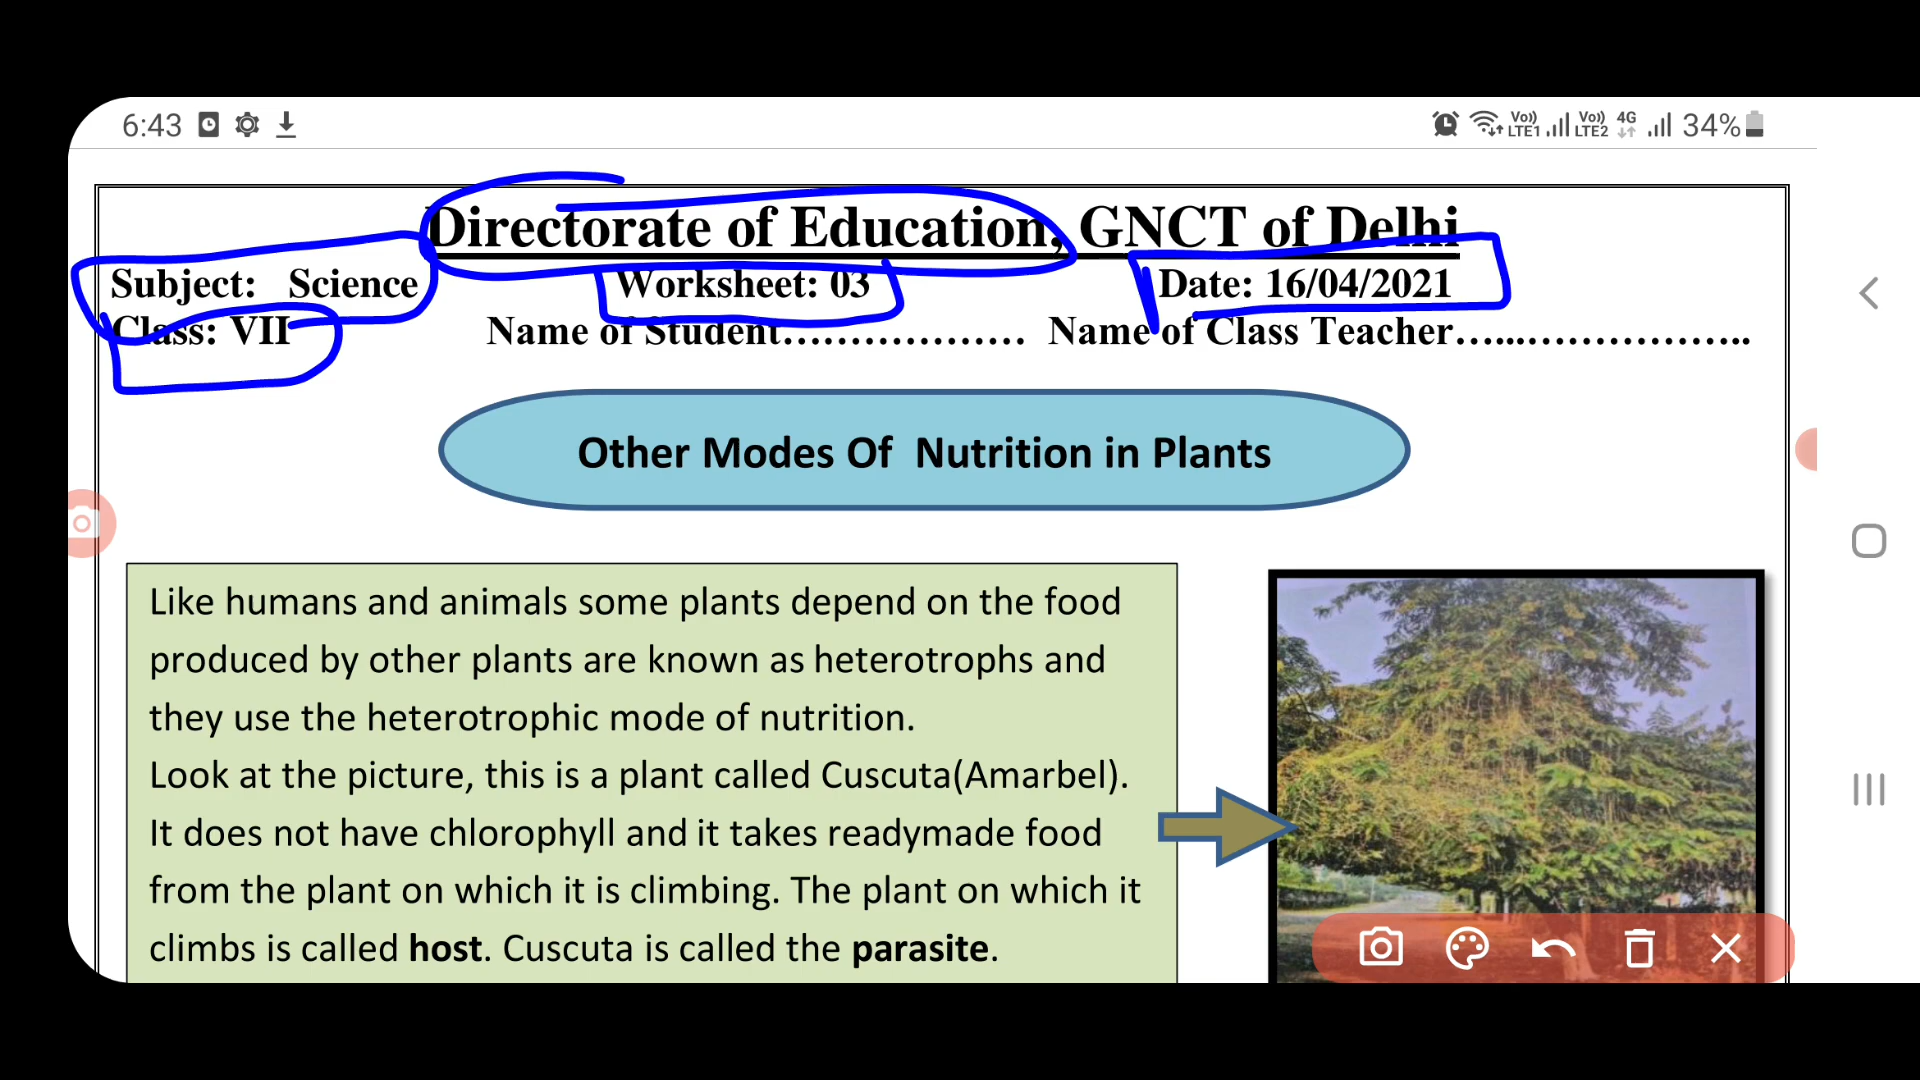 6:43 Vo)) LTE1 Vo)) LTE2 4G 34%
Directorate of Education, GNCT of Delhi
Subject: Science Worksheet: 03 Date: 16/04/2021
Class: VII Name of Student……………… Name of Class Teacher…...……………..
Other Modes Of Nutrition in Plants
Like humans and animals some plants depend on the food
produced by other plants are known as heterotrophs and
they use the heterotrophic mode of nutrition.
Look at the picture, this is a plant called Cuscuta(Amarbel).
It does not have chlorophyll and it takes readymade food
from the plant on which it is climbing. The plant on which it
climbs is called host. Cuscuta is called the parasite.